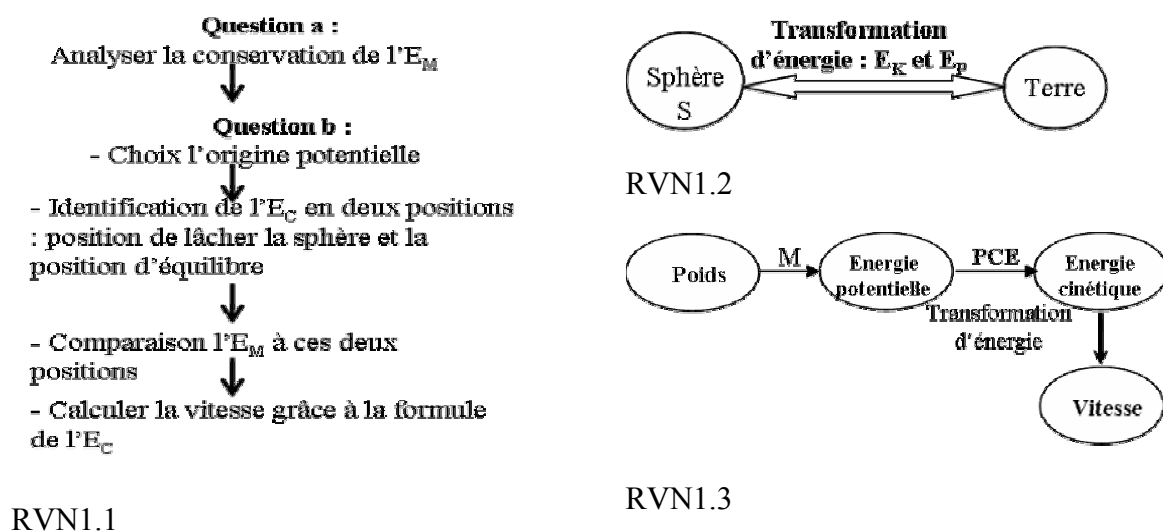 Question a :
Analyser la conservation de l'E_M
Question b :
- Choix l'origine potentielle
- Identification de l'E_C en deux positions
: position de lâcher la sphère et la
position d'équilibre
- Comparaison l'E_M à ces deux
positions
- Calculer la vitesse grâce à la formule
de l'E_C
RVN1.1
Transformation
d'énergie : E_K et E_P
Sphère
S
Terre
RVN1.2
Poids
M
Energie
potentielle
PCE
Energie
cinétique
Transformation
d'énergie
Vitesse
RVN1.3